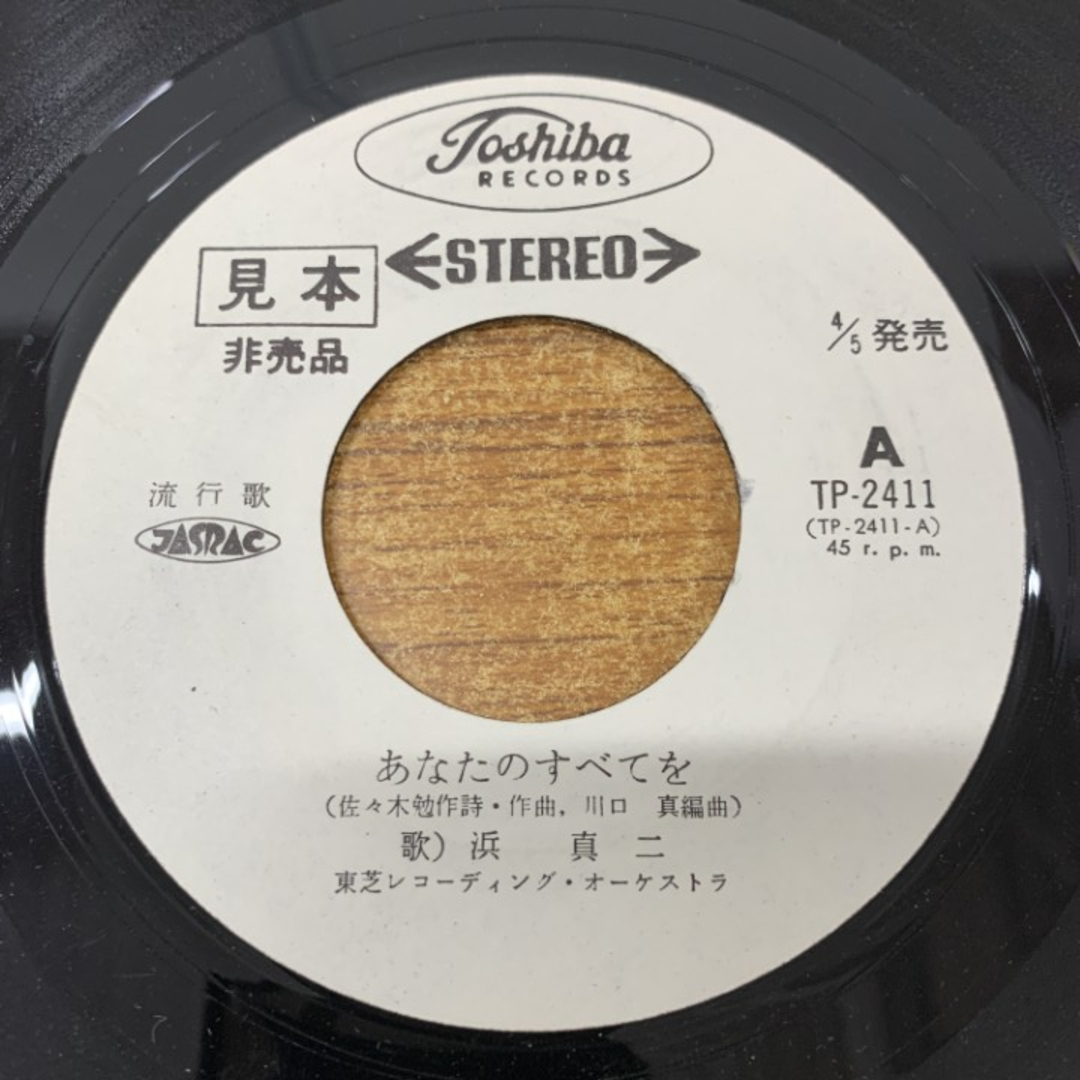 Toshiba
RECORDS
STEREO
見本
非売品
4/5 発売
A
TP-2411
(TP-2411-A)
45 r. p. m.
流行歌
JASRAC
あなたのすべてを
(佐々木勉作詩・作曲，川口 真編曲)
歌) 浜 真 二
東芝レコーディング・オーケストラ